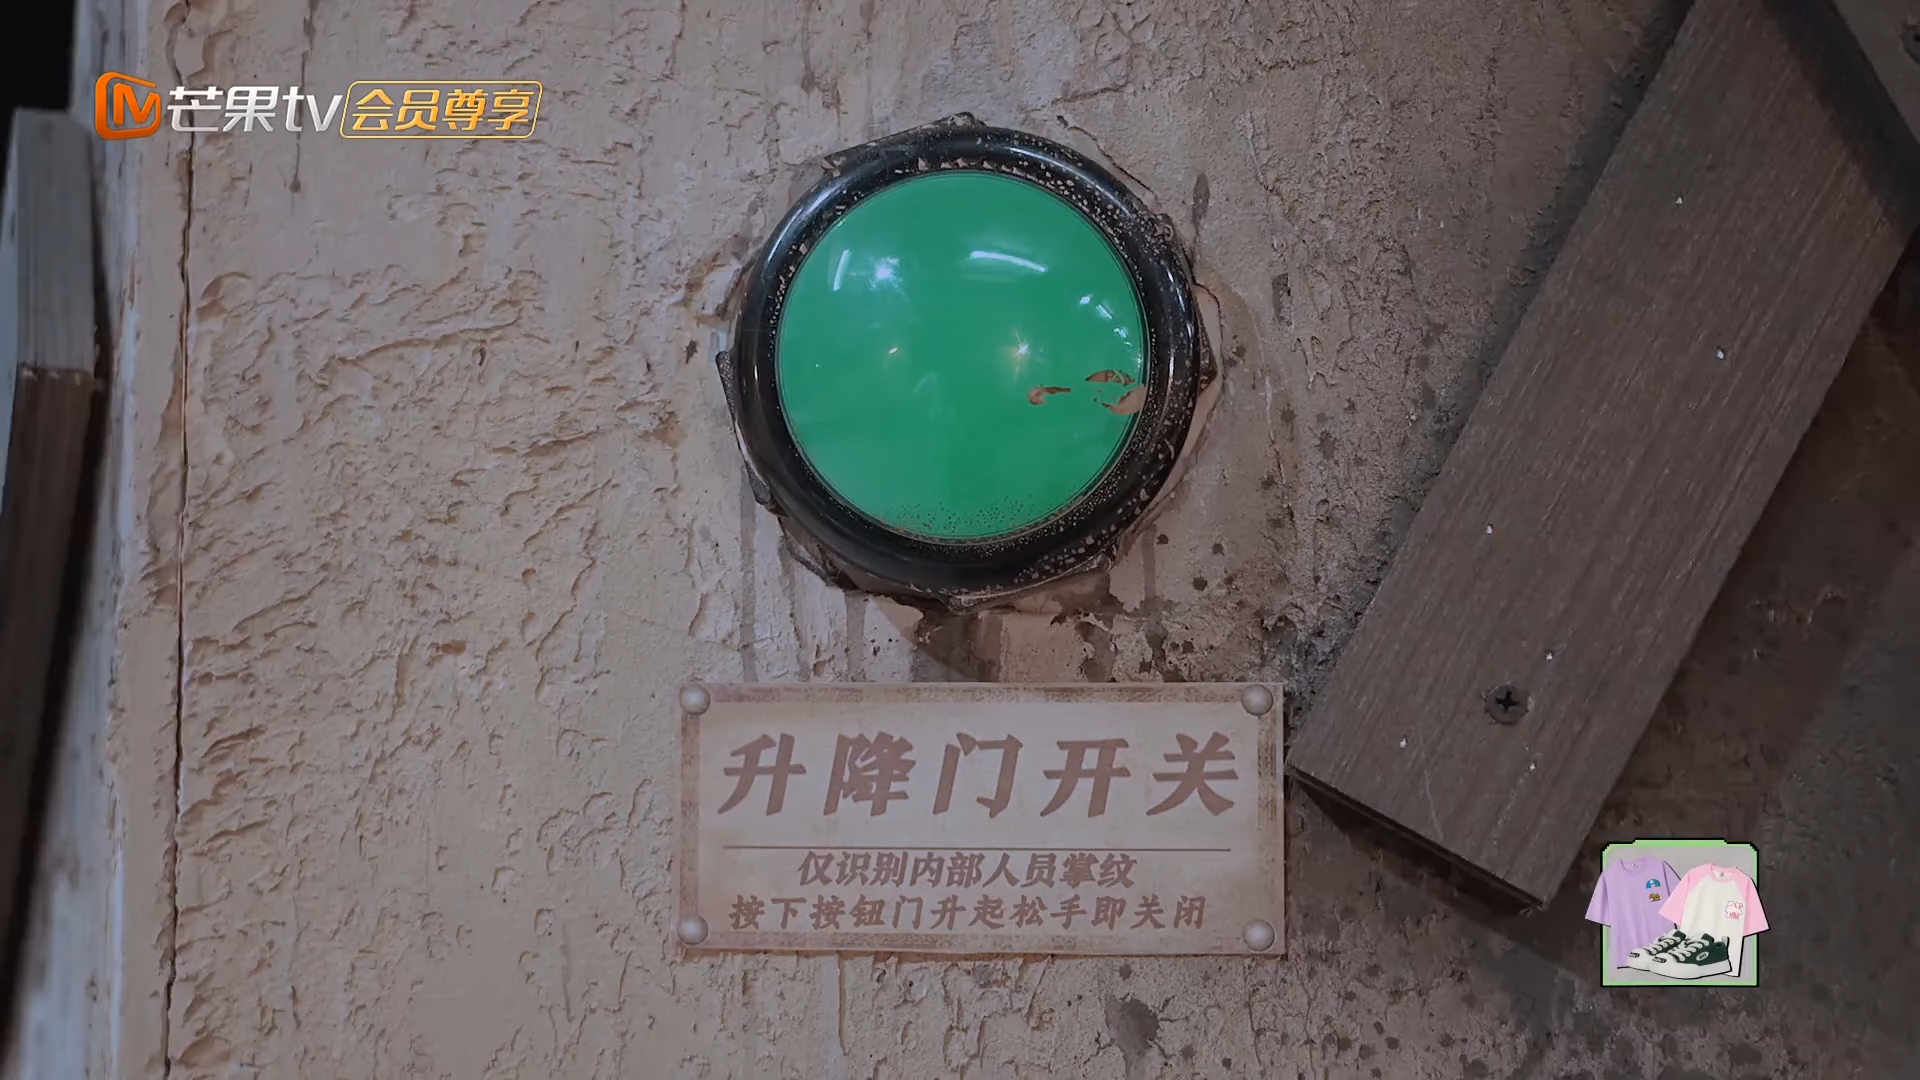 芒果tv会员尊享
升降门开关
仅识别内部人员掌纹
按下按钮门升起松手即关闭